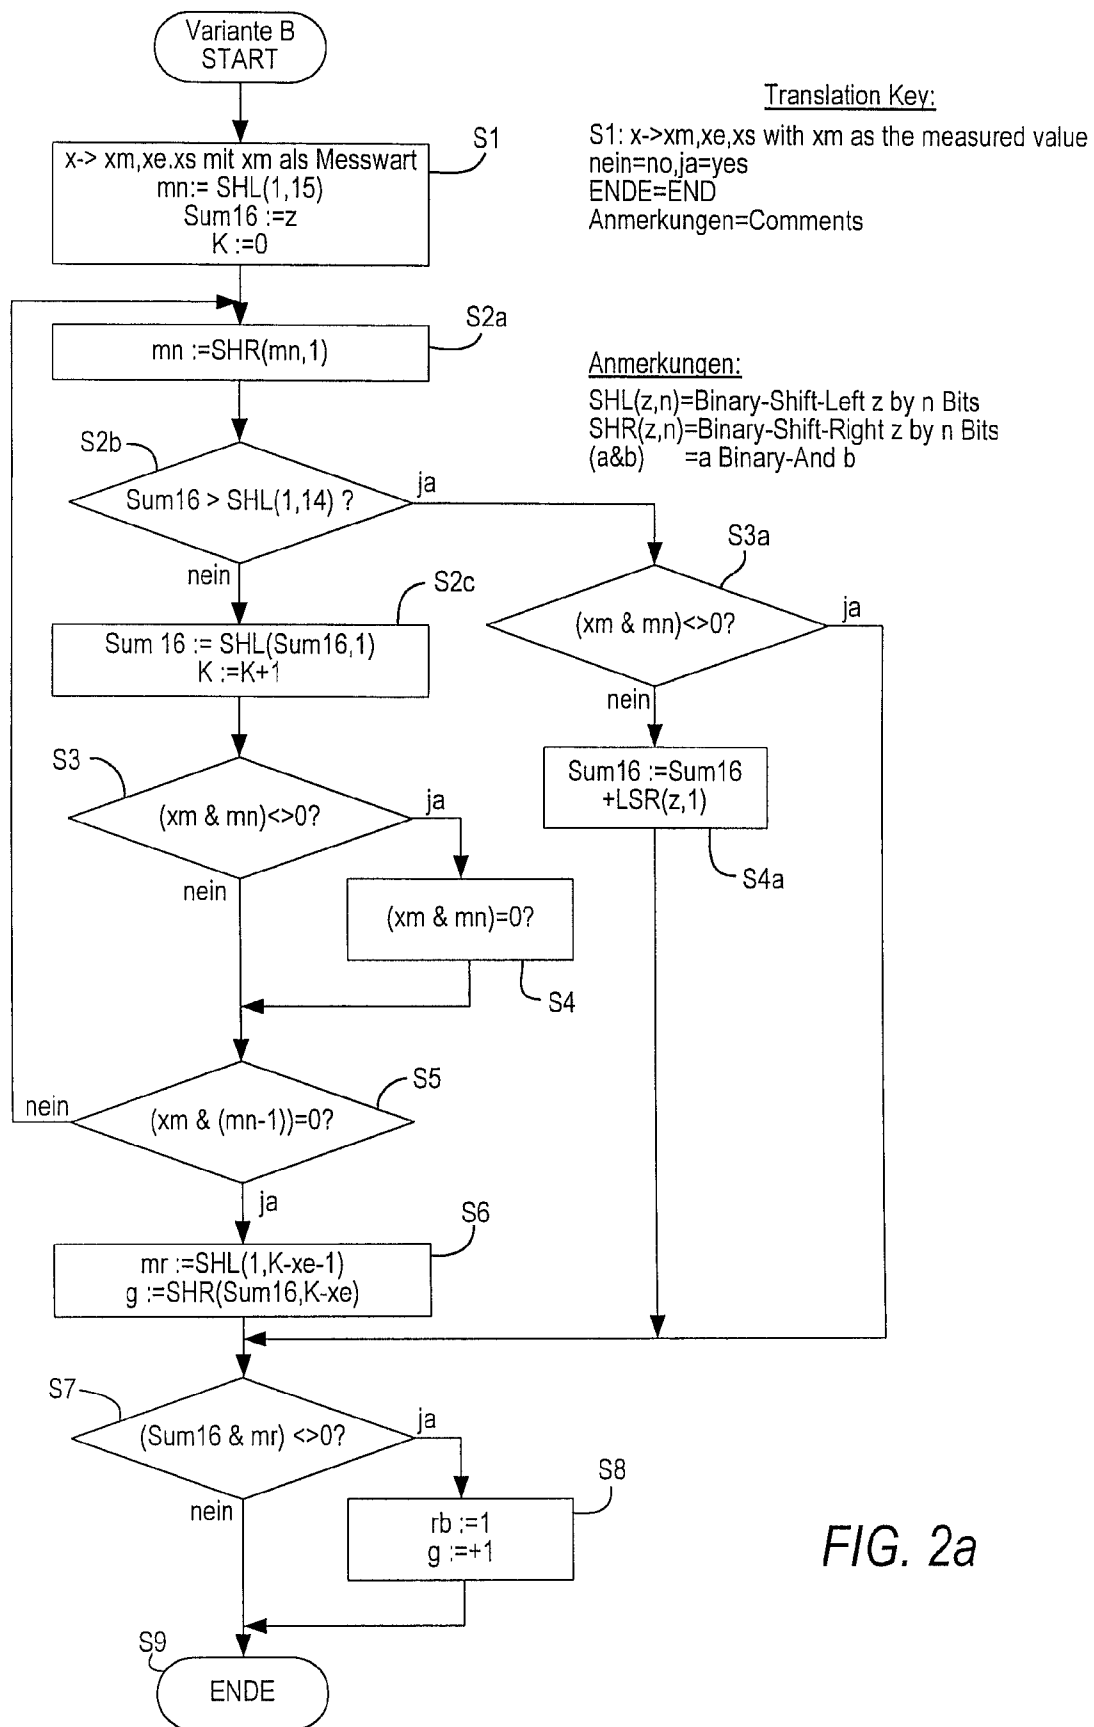 Variante B
START
Translation Key:
S1: x->xm,xe,xs with xm as the measured value
nein=no,ja=yes
ENDE=END
Anmerkungen=Comments
S1
x-> xm,xe.xs mit xm als Messwart
mn:= SHL(1,15)
Sum16 :=z
K :=0
S2a
mn :=SHR(mn,1)
Anmerkungen:
SHL(z,n)=Binary-Shift-Left z by n Bits
SHR(z,n)=Binary-Shift-Right z by n Bits
(a&b) =a Binary-And b
S2b
Sum16 > SHL(1,14) ?
ja
nein
S3a
(xm & mn)<>0?
ja
nein
S2c
Sum 16 := SHL(Sum16,1)
K :=K+1
Sum16 :=Sum16
+LSR(z,1)
S4a
S3
(xm & mn)<>0?
ja
nein
(xm & mn)=0?
S4
S5
nein
(xm & (mn-1))=0?
ja
S6
mr :=SHL(1,K-xe-1)
g :=SHR(Sum16,K-xe)
S7
(Sum16 & mr) <>0?
ja
nein
S8
rb :=1
g :=+1
FIG. 2a
S9
ENDE